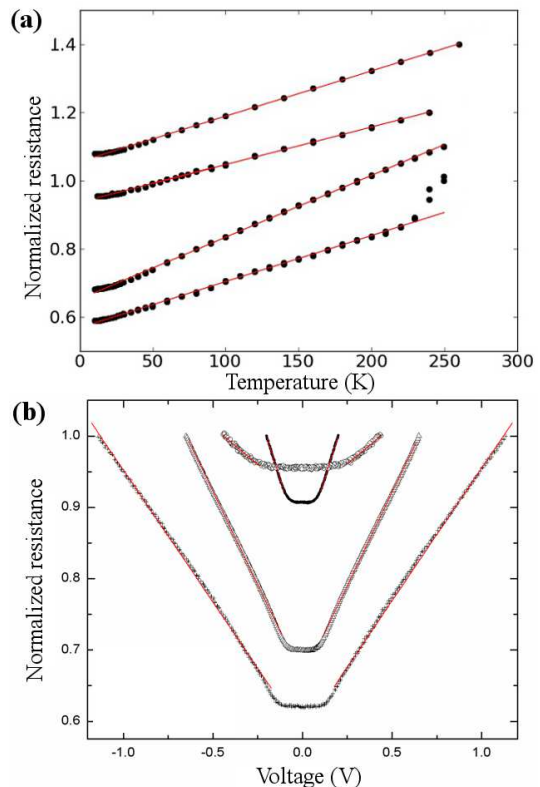 (a)
1.4
1.2
1.0
0.8
0.6
Normalized resistance
0 50 100 150 200 250 300
Temperature (K)
(b)
1.0
0.9
0.8
0.7
0.6
Normalized resistance
-1.0 -0.5 0.0 0.5 1.0
Voltage (V)